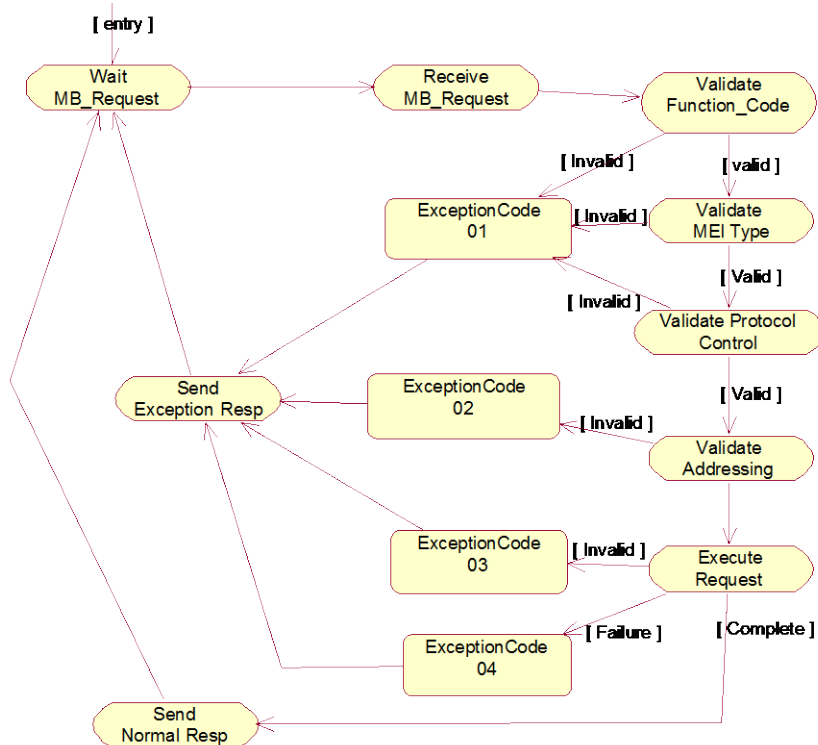 [ entry ]
Wait
MB_Request
Receive
MB_Request
Validate
Function_Code
[ Invalid ]
[ valid ]
ExceptionCode
01
[ Invalid ]
Validate
MEI Type
[ Invalid ]
[ Valid ]
Validate Protocol
Control
Send
Exception Resp
ExceptionCode
02
[ Valid ]
[ Invalid ]
Validate
Addressing
ExceptionCode
03
[ Invalid ]
Execute
Request
[ Failure ]
[ Complete ]
ExceptionCode
04
Send
Normal Resp